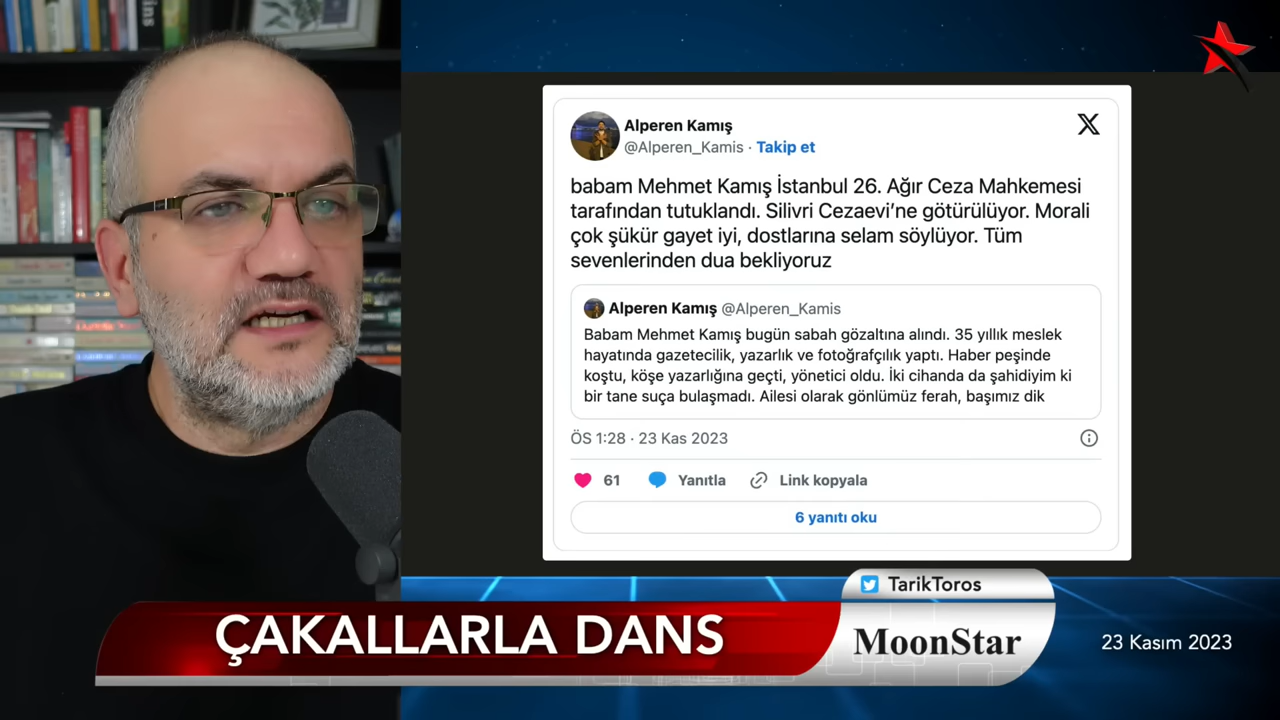 Alperen Kamış
@Alperen_Kamis · Takip et
babam Mehmet Kamış İstanbul 26. Ağır Ceza Mahkemesi
tarafından tutuklandı. Silivri Cezaevi’ne götürülüyor. Morali
çok şükür gayet iyi, dostlarına selam söylüyor. Tüm
sevenlerinden dua bekliyoruz
Alperen Kamış @Alperen_Kamis
Babam Mehmet Kamış bugün sabah gözaltına alındı. 35 yıllık meslek
hayatında gazetecilik, yazarlık ve fotoğrafçılık yaptı. Haber peşinde
koştu, köşe yazarlığına geçti, yönetici oldu. İki cihanda da şahidiyim ki
bir tane suça bulaşmadı. Ailesi olarak gönlümüz ferah, başımız dik
ÖS 1:28 · 23 Kas 2023
61 Yanıtla Link kopyala
6 yanıtı oku
TarikToros
ÇAKALLARLA DANS
MoonStar
23 Kasım 2023